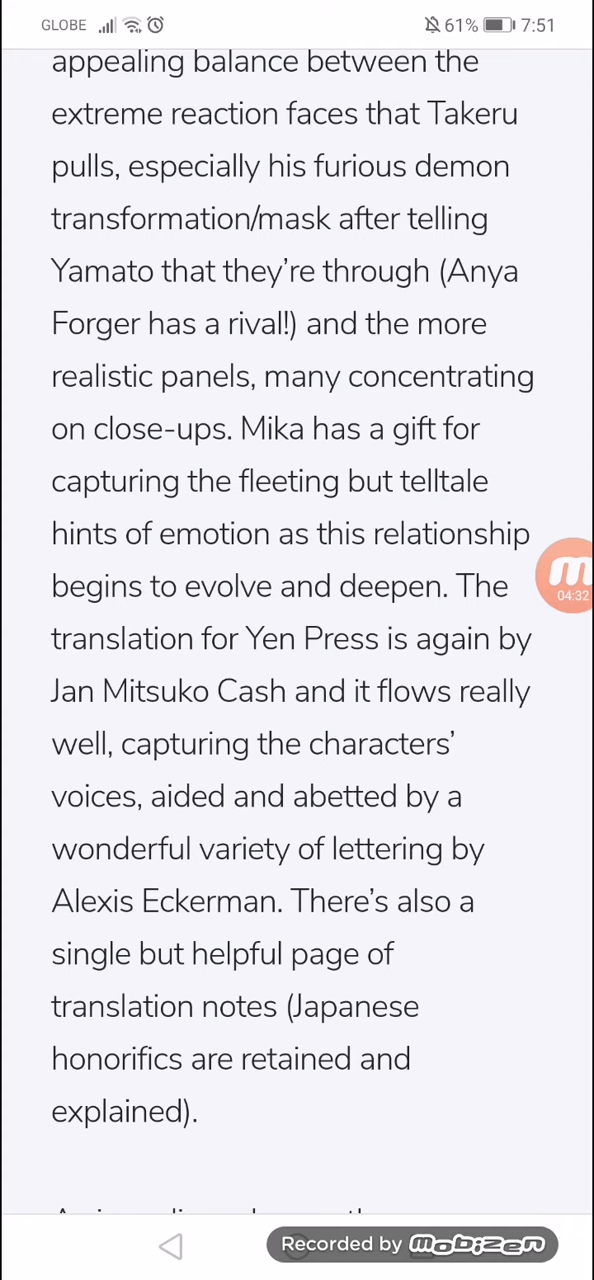 GLOBE 61% 7:51
appealing balance between the
extreme reaction faces that Takeru
pulls, especially his furious demon
transformation/mask after telling
Yamato that they’re through (Anya
Forger has a rival!) and the more
realistic panels, many concentrating
on close-ups. Mika has a gift for
capturing the fleeting but telltale
hints of emotion as this relationship
begins to evolve and deepen. The
04:32
translation for Yen Press is again by
Jan Mitsuko Cash and it flows really
well, capturing the characters’
voices, aided and abetted by a
wonderful variety of lettering by
Alexis Eckerman. There’s also a
single but helpful page of
translation notes (Japanese
honorifics are retained and
explained).
Recorded by mobizen